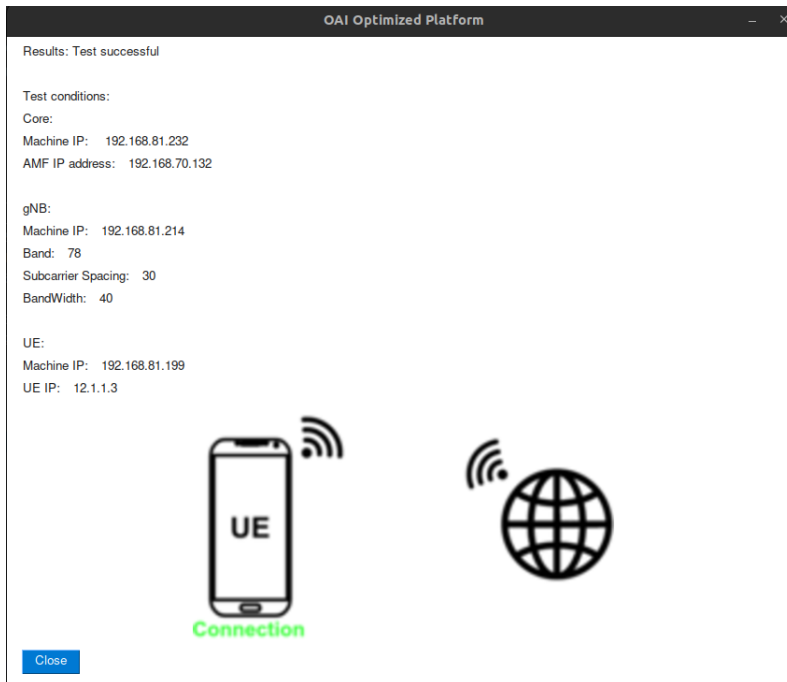 OAI Optimized Platform
Results: Test successful
Test conditions:
Core:
Machine IP: 192.168.81.232
AMF IP address: 192.168.70.132
gNB:
Machine IP: 192.168.81.214
Band: 78
Subcarrier Spacing: 30
BandWidth: 40
UE:
Machine IP: 192.168.81.199
UE IP: 12.1.1.3
UE
Connection
Close